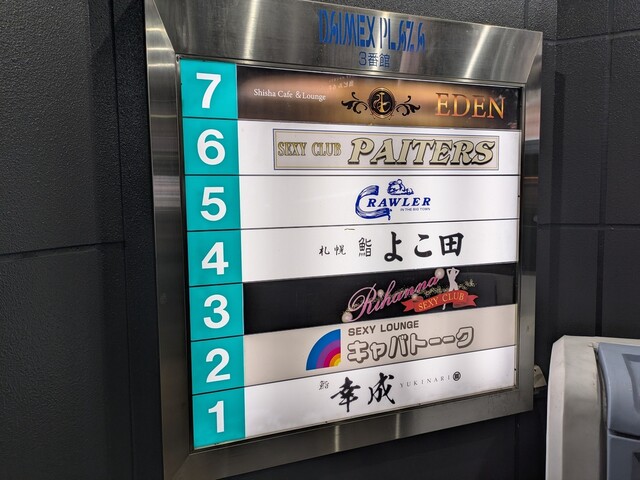 DAIMEX PLAZA
3番館
7
Shisha Cafe & Lounge
EDEN
6
SEXY CLUB PAITERS
5
CRAWLER
IN THE BIG TOWN
4
札幌 鮨 よこ田
3
Rihanna
SEXY CLUB
2
SEXY LOUNGE
キャバトーーク
1
鮨 幸成 YUKINARI